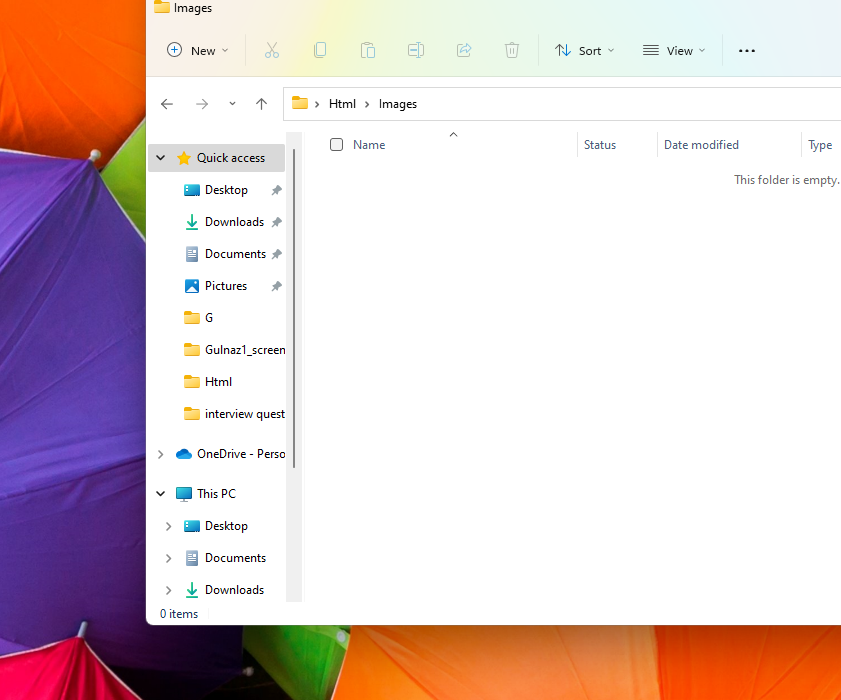 Images
New Sort View
Html Images
Name Status Date modified Type
This folder is empty.
Quick access
Desktop
Downloads
Documents
Pictures
G
Gulnaz1_screen
Html
interview quest
OneDrive - Perso
This PC
Desktop
Documents
Downloads
0 items